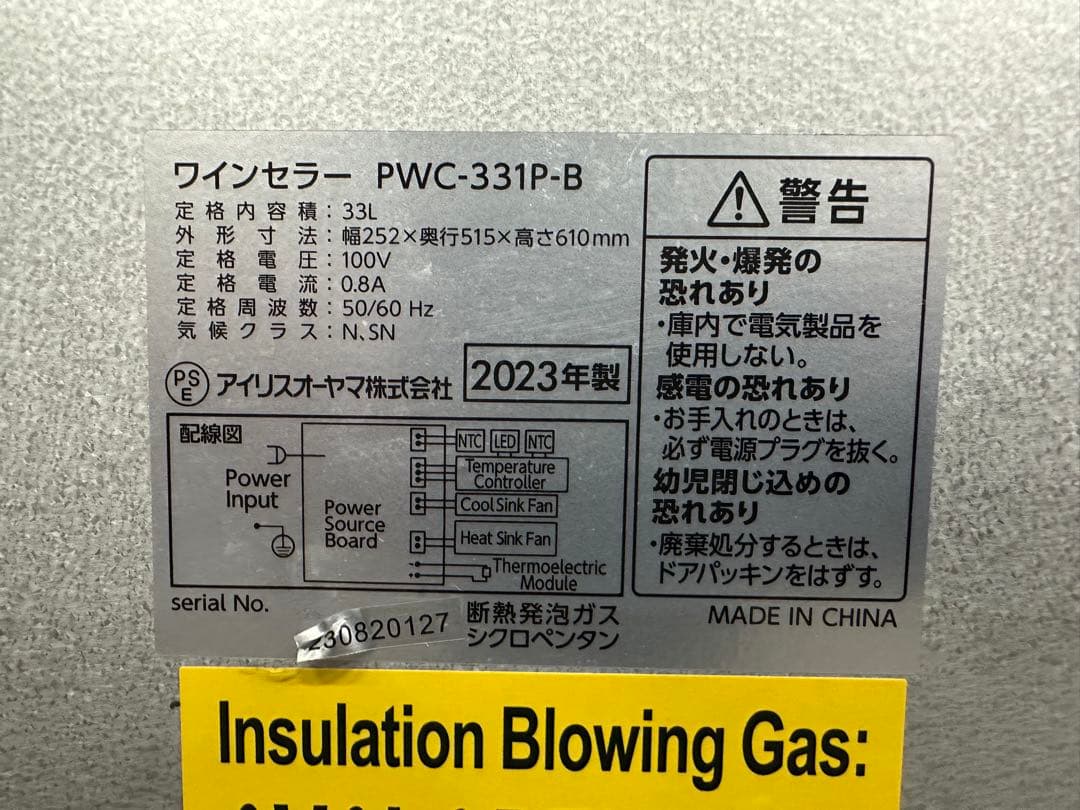 ワインセラー PWC-331P-B
定格内容積：33L
外形寸法：幅252×奥行515×高さ610mm
定格電圧：100V
定格電流：0.8A
定格周波数：50/60 Hz
気候クラス：N、SN
PSE アイリスオーヤマ株式会社
2023年製
配線図
Power Input
Power Source Board
NTC LED NTC
Temperature Controller
Cool Sink Fan
Heat Sink Fan
Thermoelectric Module
serial No.
230820127
断熱発泡ガス
シクロペンタン
警告
発火・爆発の
恐れあり
・庫内で電気製品を
使用しない。
感電の恐れあり
・お手入れのときは、
必ず電源プラグを抜く。
幼児閉じ込めの
恐れあり
・廃棄処分するときは、
ドアパッキンをはずす。
MADE IN CHINA
Insulation Blowing Gas: